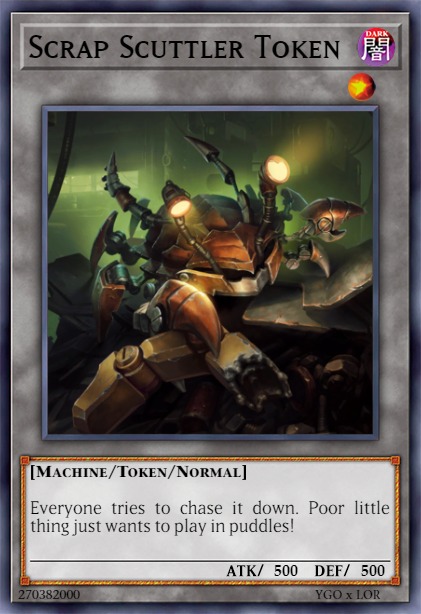 Scrap Scuttler Token
DARK
闇
[Machine/Token/Normal]
Everyone tries to chase it down. Poor little
thing just wants to play in puddles!
ATK/ 500 DEF/ 500
270382000 YGO x LOR